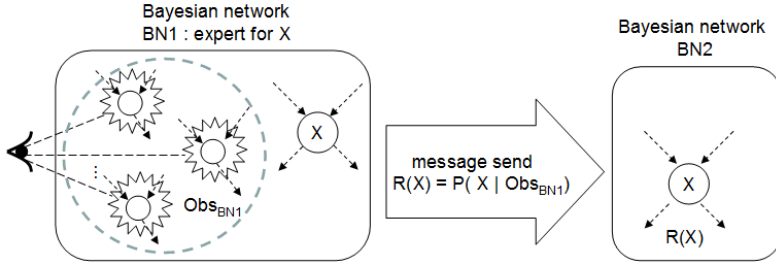 Bayesian network
BN1 : expert for X
X
⋮
Obs_BN1
message send
R(X) = P( X | Obs_BN1)
Bayesian network
BN2
X
R(X)